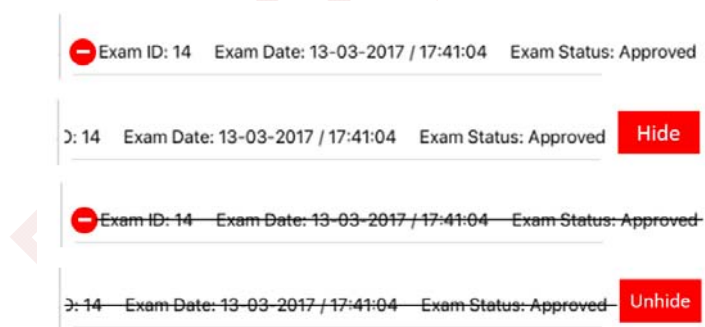 Exam ID: 14 Exam Date: 13-03-2017 / 17:41:04 Exam Status: Approved
D: 14 Exam Date: 13-03-2017 / 17:41:04 Exam Status: Approved Hide
Exam ID: 14 Exam Date: 13-03-2017 / 17:41:04 Exam Status: Approved
D: 14 Exam Date: 13-03-2017 / 17:41:04 Exam Status: Approved Unhide